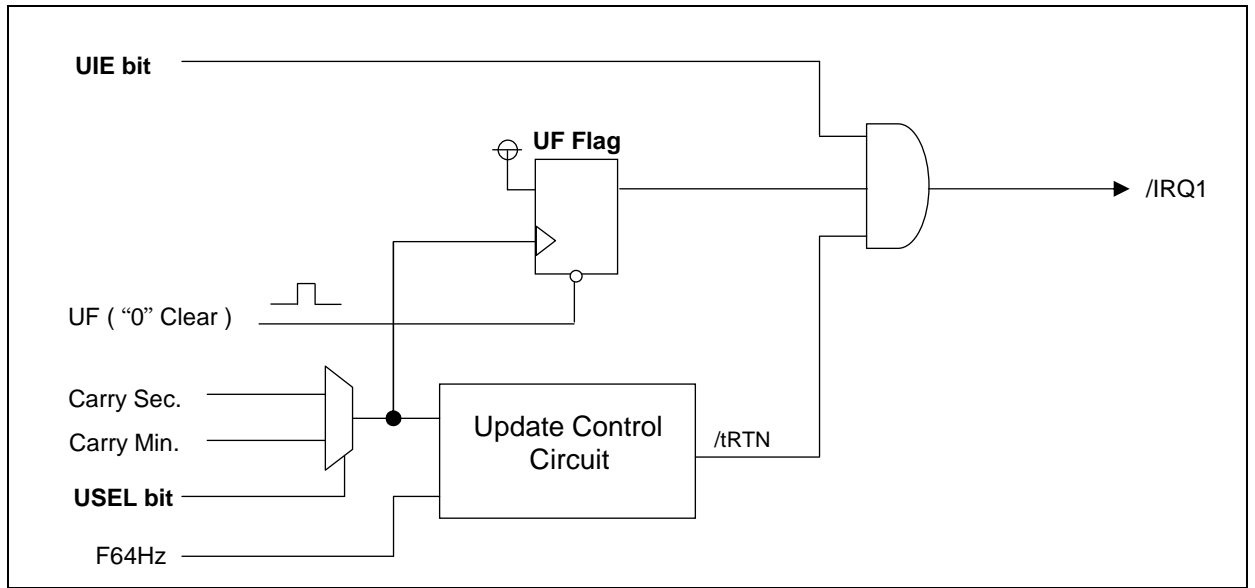 UIE bit
UF Flag
/IRQ1
UF ( “0” Clear )
Carry Sec.
Carry Min.
USEL bit
F64Hz
Update Control
Circuit
/tRTN